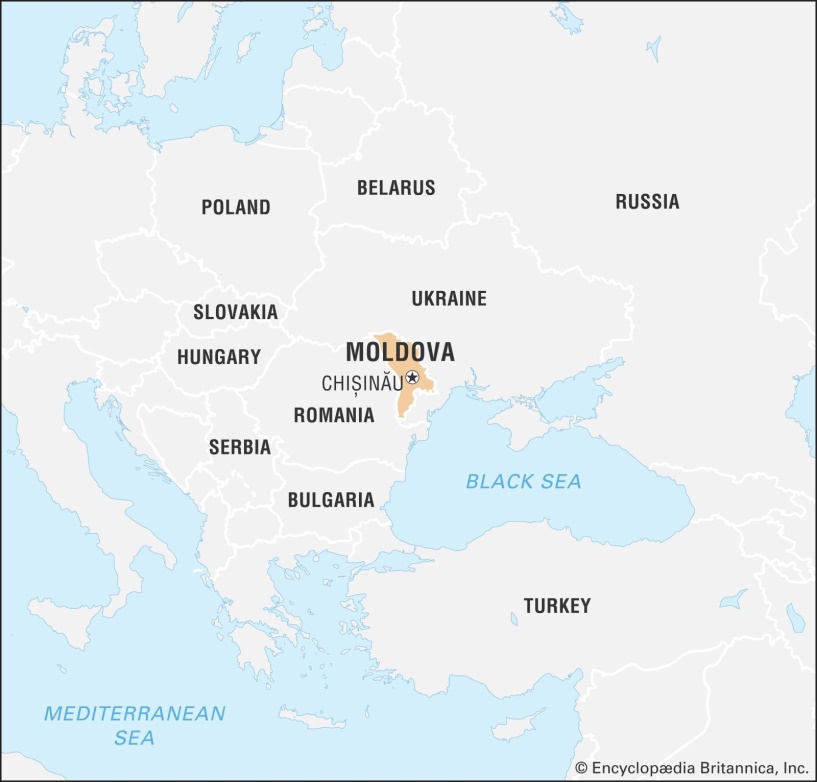 BELARUS
POLAND
RUSSIA
UKRAINE
SLOVAKIA
MOLDOVA
HUNGARY
CHIȘINĂU
ROMANIA
SERBIA
BLACK SEA
BULGARIA
TURKEY
MEDITERRANEAN
SEA
© Encyclopædia Britannica, Inc.